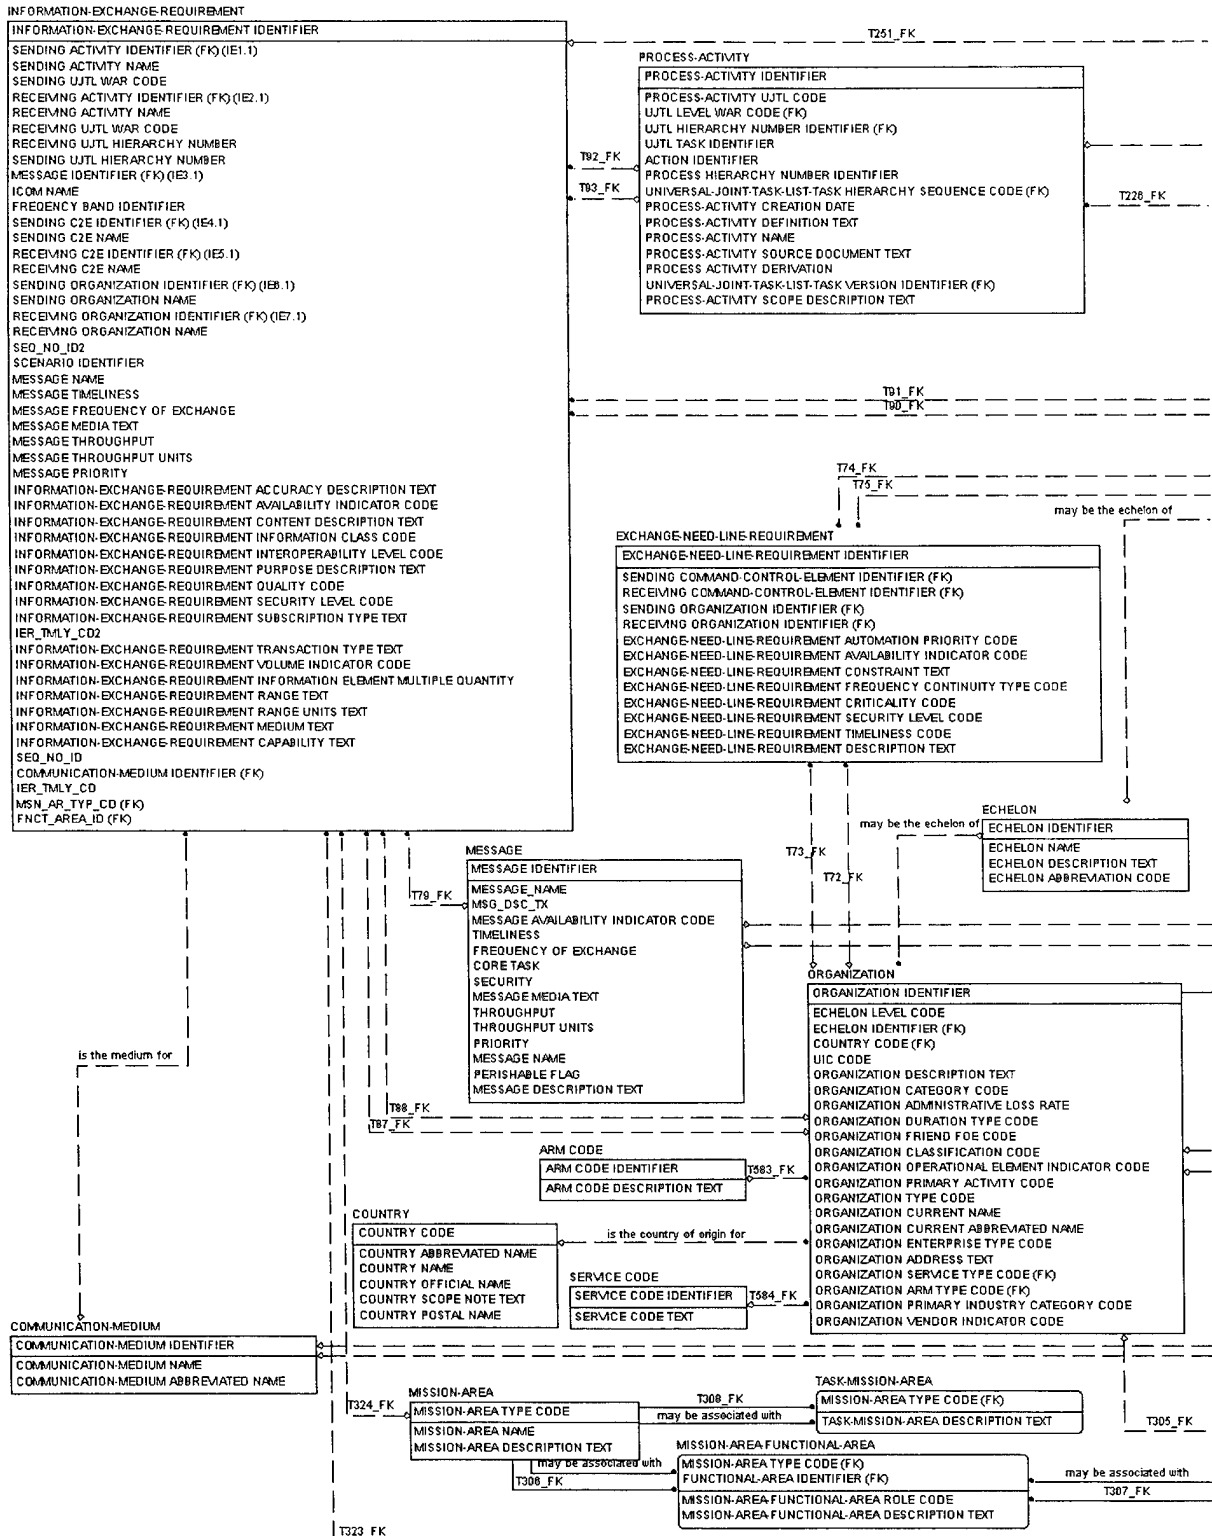 INFORMATION-EXCHANGE-REQUIREMENT
INFORMATION-EXCHANGE-REQUIREMENT IDENTIFIER
SENDING ACTIVITY IDENTIFIER (FK) (IE1.1)
SENDING ACTIVITY NAME
SENDING UJTL WAR CODE
RECEIVING ACTIVITY IDENTIFIER (FK) (IE2.1)
RECEIVING ACTIVITY NAME
RECEIVING UJTL WAR CODE
RECEIVING UJTL HIERARCHY NUMBER
SENDING UJTL HIERARCHY NUMBER
MESSAGE IDENTIFIER (FK) (IE3.1)
ICOM NAME
FREQENCY BAND IDENTIFIER
SENDING C2E IDENTIFIER (FK) (IE4.1)
SENDING C2E NAME
RECEIVING C2E IDENTIFIER (FK) (IE5.1)
RECEIVING C2E NAME
SENDING ORGANIZATION IDENTIFIER (FK) (IE6.1)
SENDING ORGANIZATION NAME
RECEIVING ORGANIZATION IDENTIFIER (FK) (IE7.1)
RECEIVING ORGANIZATION NAME
SEQ_NO_ID2
SCENARIO IDENTIFIER
MESSAGE NAME
MESSAGE TIMELINESS
MESSAGE FREQUENCY OF EXCHANGE
MESSAGE MEDIA TEXT
MESSAGE THROUGHPUT
MESSAGE THROUGHPUT UNITS
MESSAGE PRIORITY
INFORMATION-EXCHANGE-REQUIREMENT ACCURACY DESCRIPTION TEXT
INFORMATION-EXCHANGE-REQUIREMENT AVAILABILITY INDICATOR CODE
INFORMATION-EXCHANGE-REQUIREMENT CONTENT DESCRIPTION TEXT
INFORMATION-EXCHANGE-REQUIREMENT INFORMATION CLASS CODE
INFORMATION-EXCHANGE-REQUIREMENT INTEROPERABILITY LEVEL CODE
INFORMATION-EXCHANGE-REQUIREMENT PURPOSE DESCRIPTION TEXT
INFORMATION-EXCHANGE-REQUIREMENT QUALITY CODE
INFORMATION-EXCHANGE-REQUIREMENT SECURITY LEVEL CODE
INFORMATION-EXCHANGE-REQUIREMENT SUBSCRIPTION TYPE TEXT
IER_TMLY_CD2
INFORMATION-EXCHANGE-REQUIREMENT TRANSACTION TYPE TEXT
INFORMATION-EXCHANGE-REQUIREMENT VOLUME INDICATOR CODE
INFORMATION-EXCHANGE-REQUIREMENT INFORMATION ELEMENT MULTIPLE QUANTITY
INFORMATION-EXCHANGE-REQUIREMENT RANGE TEXT
INFORMATION-EXCHANGE-REQUIREMENT RANGE UNITS TEXT
INFORMATION-EXCHANGE-REQUIREMENT MEDIUM TEXT
INFORMATION-EXCHANGE-REQUIREMENT CAPABILITY TEXT
SEQ_NO_ID
COMMUNICATION-MEDIUM IDENTIFIER (FK)
IER_TMLY_CD
MSN_AR_TYP_CD (FK)
FNCT_AREA_ID (FK)
T251_FK
PROCESS-ACTIVITY
PROCESS-ACTIVITY IDENTIFIER
PROCESS-ACTIVITY UJTL CODE
UJTL LEVEL WAR CODE (FK)
UJTL HIERARCHY NUMBER IDENTIFIER (FK)
UJTL TASK IDENTIFIER
ACTION IDENTIFIER
PROCESS HIERARCHY NUMBER IDENTIFIER
UNIVERSAL-JOINT-TASK-LIST-TASK HIERARCHY SEQUENCE CODE (FK)
PROCESS-ACTIVITY CREATION DATE
PROCESS-ACTIVITY DEFINITION TEXT
PROCESS-ACTIVITY NAME
PROCESS-ACTIVITY SOURCE DOCUMENT TEXT
PROCESS ACTIVITY DERIVATION
UNIVERSAL-JOINT-TASK-LIST-TASK VERSION IDENTIFIER (FK)
PROCESS-ACTIVITY SCOPE DESCRIPTION TEXT
T92_FK
T93_FK
T226_FK
T91_FK
T90_FK
T74_FK
T75_FK
may be the echelon of
EXCHANGE-NEED-LINE-REQUIREMENT
EXCHANGE-NEED-LINE-REQUIREMENT IDENTIFIER
SENDING COMMAND-CONTROL-ELEMENT IDENTIFIER (FK)
RECEIVING COMMAND-CONTROL-ELEMENT IDENTIFIER (FK)
SENDING ORGANIZATION IDENTIFIER (FK)
RECEIVING ORGANIZATION IDENTIFIER (FK)
EXCHANGE-NEED-LINE-REQUIREMENT AUTOMATION PRIORITY CODE
EXCHANGE-NEED-LINE-REQUIREMENT AVAILABILITY INDICATOR CODE
EXCHANGE-NEED-LINE-REQUIREMENT CONSTRAINT TEXT
EXCHANGE-NEED-LINE-REQUIREMENT FREQUENCY CONTINUITY TYPE CODE
EXCHANGE-NEED-LINE-REQUIREMENT CRITICALITY CODE
EXCHANGE-NEED-LINE-REQUIREMENT SECURITY LEVEL CODE
EXCHANGE-NEED-LINE-REQUIREMENT TIMELINESS CODE
EXCHANGE-NEED-LINE-REQUIREMENT DESCRIPTION TEXT
T73_FK
T72_FK
may be the echelon of
ECHELON
ECHELON IDENTIFIER
ECHELON NAME
ECHELON DESCRIPTION TEXT
ECHELON ABBREVIATION CODE
MESSAGE
MESSAGE IDENTIFIER
MESSAGE_NAME
MSG_DSC_TX
MESSAGE AVAILABILITY INDICATOR CODE
TIMELINESS
FREQUENCY OF EXCHANGE
CORE TASK
SECURITY
MESSAGE MEDIA TEXT
THROUGHPUT
THROUGHPUT UNITS
PRIORITY
MESSAGE NAME
PERISHABLE FLAG
MESSAGE DESCRIPTION TEXT
T79_FK
ORGANIZATION
ORGANIZATION IDENTIFIER
ECHELON LEVEL CODE
ECHELON IDENTIFIER (FK)
COUNTRY CODE (FK)
UIC CODE
ORGANIZATION DESCRIPTION TEXT
ORGANIZATION CATEGORY CODE
ORGANIZATION ADMINISTRATIVE LOSS RATE
ORGANIZATION DURATION TYPE CODE
ORGANIZATION FRIEND FOE CODE
ORGANIZATION CLASSIFICATION CODE
ORGANIZATION OPERATIONAL ELEMENT INDICATOR CODE
ORGANIZATION PRIMARY ACTIVITY CODE
ORGANIZATION TYPE CODE
ORGANIZATION CURRENT NAME
ORGANIZATION CURRENT ABBREVIATED NAME
ORGANIZATION ENTERPRISE TYPE CODE
ORGANIZATION ADDRESS TEXT
ORGANIZATION SERVICE TYPE CODE (FK)
ORGANIZATION ARM TYPE CODE (FK)
ORGANIZATION PRIMARY INDUSTRY CATEGORY CODE
ORGANIZATION VENDOR INDICATOR CODE
is the medium for
T88_FK
T87_FK
ARM CODE
ARM CODE IDENTIFIER
ARM CODE DESCRIPTION TEXT
T583_FK
COUNTRY
COUNTRY CODE
COUNTRY ABBREVIATED NAME
COUNTRY NAME
COUNTRY OFFICIAL NAME
COUNTRY SCOPE NOTE TEXT
COUNTRY POSTAL NAME
is the country of origin for
SERVICE CODE
SERVICE CODE IDENTIFIER
SERVICE CODE TEXT
T584_FK
COMMUNICATION-MEDIUM
COMMUNICATION-MEDIUM IDENTIFIER
COMMUNICATION-MEDIUM NAME
COMMUNICATION-MEDIUM ABBREVIATED NAME
T324_FK
MISSION-AREA
MISSION-AREA TYPE CODE
MISSION-AREA NAME
MISSION-AREA DESCRIPTION TEXT
T308_FK
may be associated with
TASK-MISSION-AREA
MISSION-AREA TYPE CODE (FK)
TASK-MISSION-AREA DESCRIPTION TEXT
T305_FK
may be associated with
T306_FK
MISSION-AREA-FUNCTIONAL-AREA
MISSION-AREA TYPE CODE (FK)
FUNCTIONAL-AREA IDENTIFIER (FK)
MISSION-AREA-FUNCTIONAL-AREA ROLE CODE
MISSION-AREA-FUNCTIONAL-AREA DESCRIPTION TEXT
may be associated with
T307_FK
T323_FK